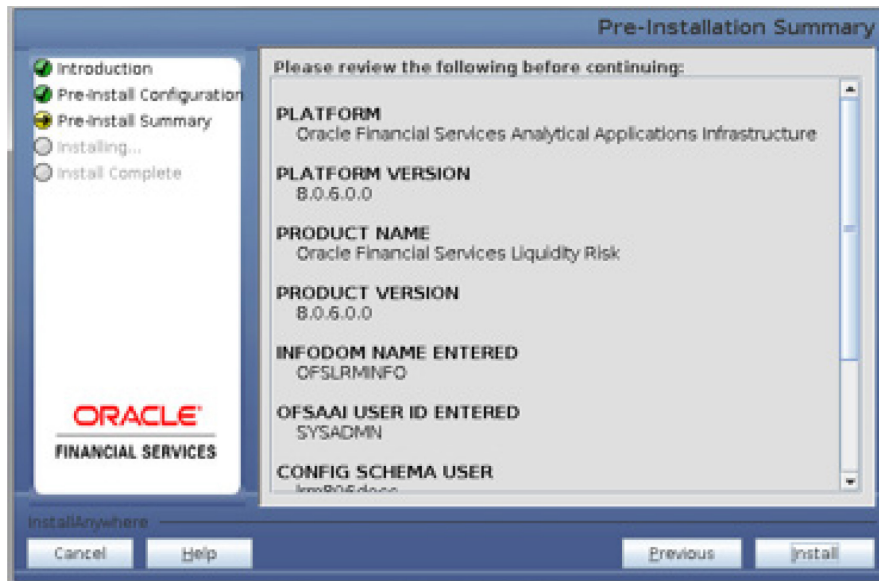 Pre-Installation Summary
Introduction
Pre-Install Configuration
Pre-Install Summary
Installing...
Install Complete
ORACLE®
FINANCIAL SERVICES
Please review the following before continuing:
PLATFORM
Oracle Financial Services Analytical Applications Infrastructure
PLATFORM VERSION
8.0.6.0.0
PRODUCT NAME
Oracle Financial Services Liquidity Risk
PRODUCT VERSION
8.0.6.0.0
INFODOM NAME ENTERED
OFSLRMINFO
OFSAAI USER ID ENTERED
SYSADMN
CONFIG SCHEMA USER
InstallAnywhere
Cancel
Help
Previous
Install